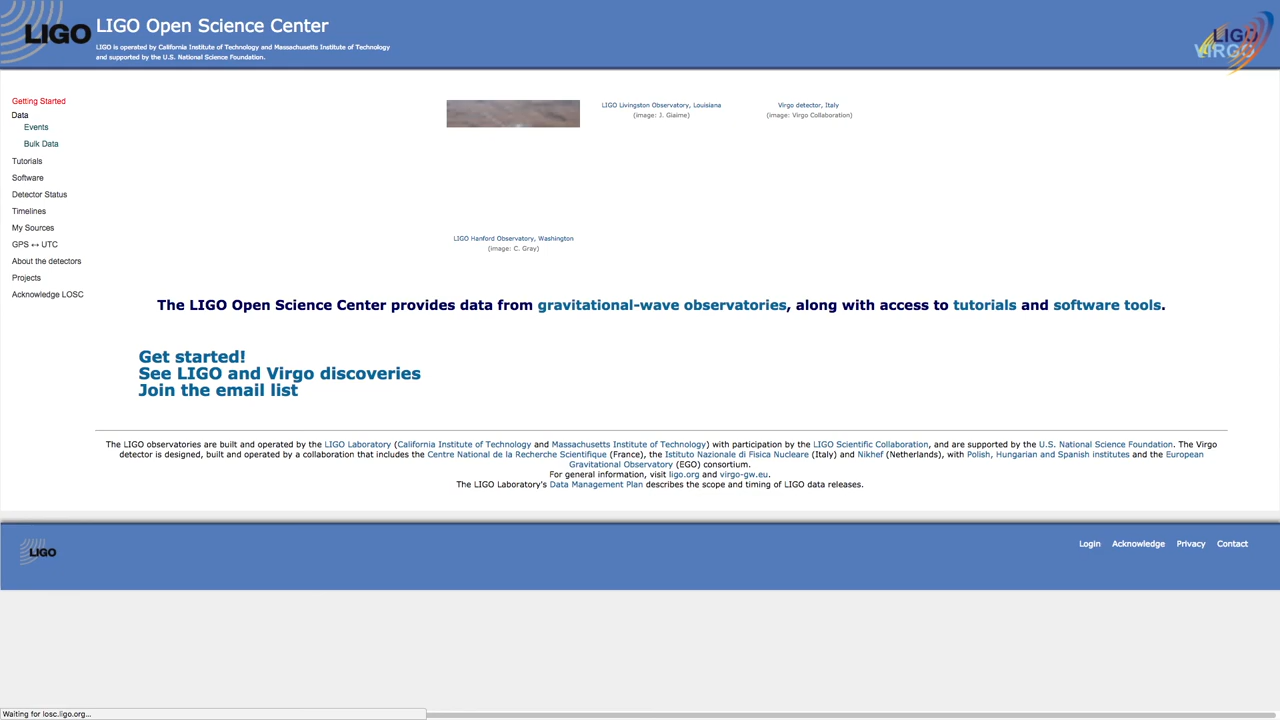 LIGO
LIGO Open Science Center
LIGO is operated by California Institute of Technology and Massachusetts Institute of Technology
and supported by the U.S. National Science Foundation.
LIGO
VIRGO
Getting Started
Data
Events
Bulk Data
Tutorials
Software
Detector Status
Timelines
My Sources
GPS ↔ UTC
About the detectors
Projects
Acknowledge LOSC
LIGO Livingston Observatory, Louisiana
(image: J. Giaime)
Virgo detector, Italy
(image: Virgo Collaboration)
LIGO Hanford Observatory, Washington
(image: C. Gray)
The LIGO Open Science Center provides data from gravitational-wave observatories, along with access to tutorials and software tools.
Get started!
See LIGO and Virgo discoveries
Join the email list
The LIGO observatories are built and operated by the LIGO Laboratory (California Institute of Technology and Massachusetts Institute of Technology) with participation by the LIGO Scientific Collaboration, and are supported by the U.S. National Science Foundation. The Virgo
detector is designed, built and operated by a collaboration that includes the Centre National de la Recherche Scientifique (France), the Istituto Nazionale di Fisica Nucleare (Italy) and Nikhef (Netherlands), with Polish, Hungarian and Spanish institutes and the European
Gravitational Observatory (EGO) consortium.
For general information, visit ligo.org and virgo-gw.eu.
The LIGO Laboratory's Data Management Plan describes the scope and timing of LIGO data releases.
LIGO
Login Acknowledge Privacy Contact
Waiting for losc.ligo.org...